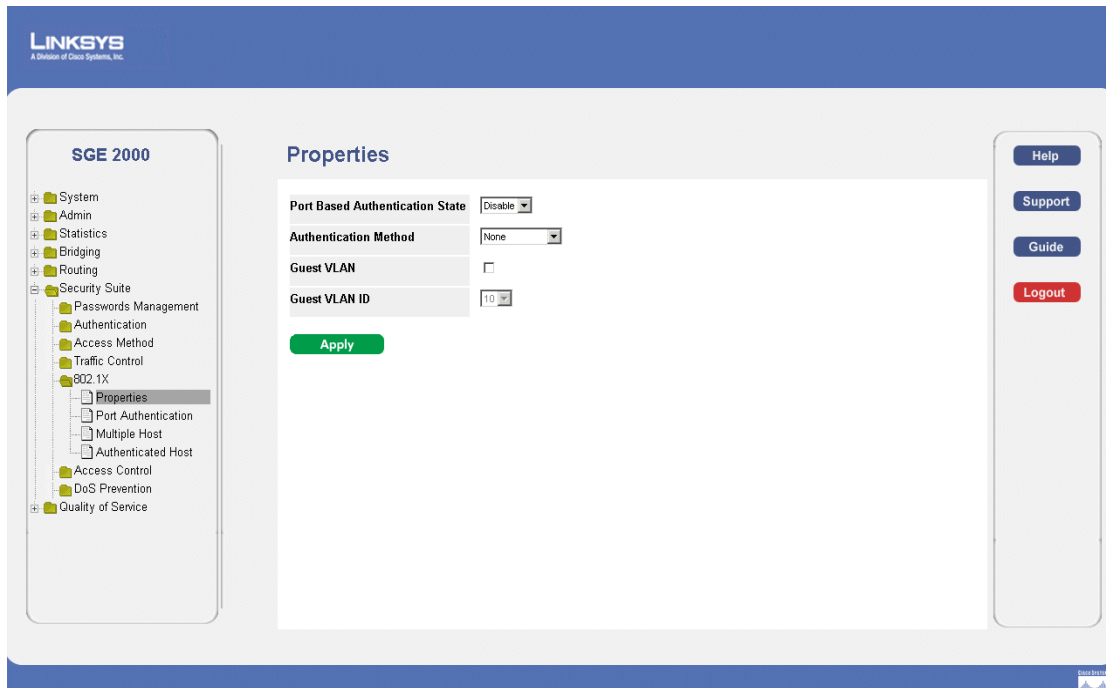 LINKSYS
A Division of Cisco Systems, Inc.
SGE 2000
System
Admin
Statistics
Bridging
Routing
Security Suite
Passwords Management
Authentication
Access Method
Traffic Control
802.1X
Properties
Port Authentication
Multiple Host
Authenticated Host
Access Control
DoS Prevention
Quality of Service
Properties
Port Based Authentication State Disable
Authentication Method None
Guest VLAN
Guest VLAN ID 10
Apply
Help
Support
Guide
Logout